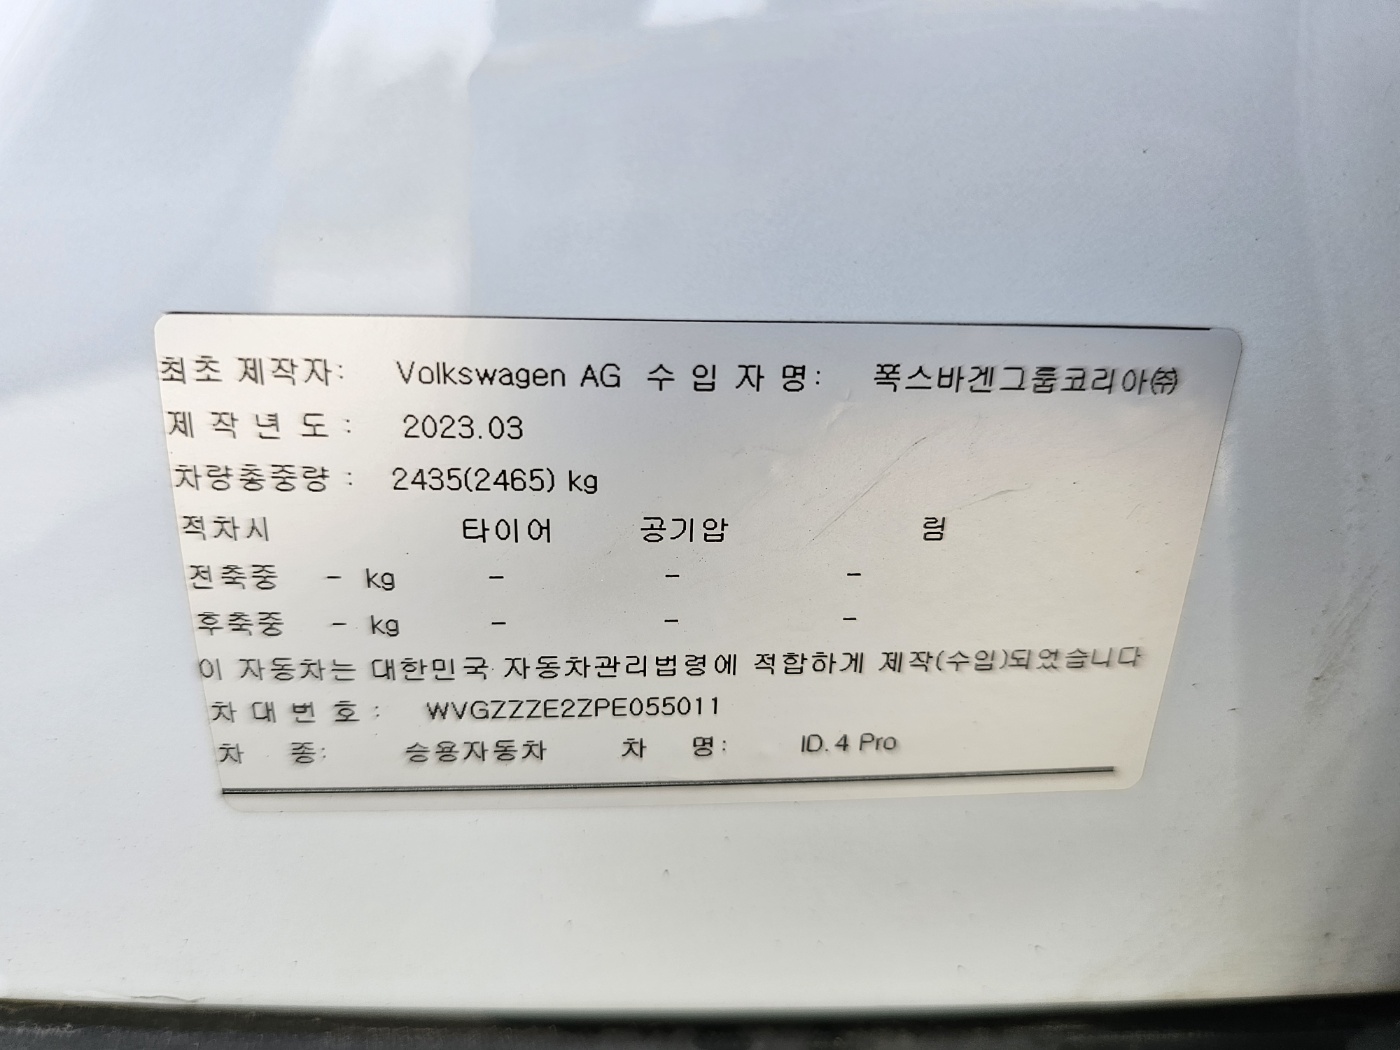 최초 제작자: Volkswagen AG 수 입 자 명: 폭스바겐그룹코리아㈜
제 작 년 도 : 2023.03
차량총중량 : 2435(2465) kg
적차시 타이어 공기압 림
전축중 - kg - - -
후축중 - kg - - -
이 자동차는 대한민국 자동차관리법령에 적합하게 제작(수입)되었습니다
차 대 번 호 : WVGZZZE2ZPE055011
차 종: 승용자동차 차 명: ID.4 Pro